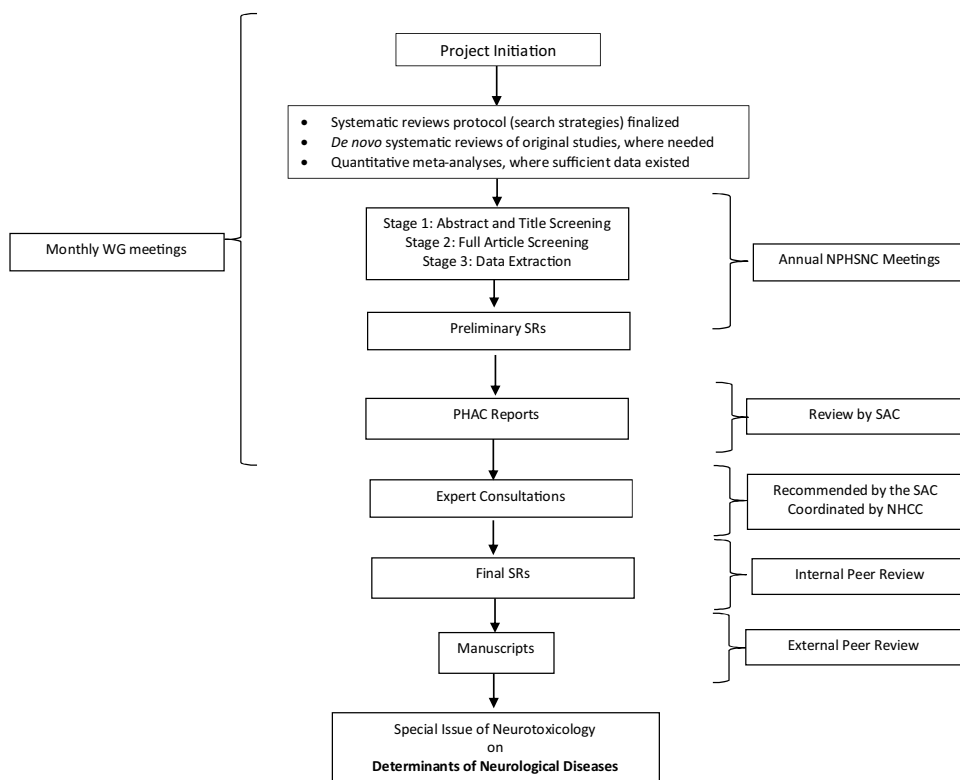 Project Initiation
• Systematic reviews protocol (search strategies) finalized
• De novo systematic reviews of original studies, where needed
• Quantitative meta-analyses, where sufficient data existed
Stage 1: Abstract and Title Screening
Stage 2: Full Article Screening
Stage 3: Data Extraction
Monthly WG meetings
Annual NPHSNC Meetings
Preliminary SRs
PHAC Reports
Review by SAC
Expert Consultations
Recommended by the SAC
Coordinated by NHCC
Final SRs
Internal Peer Review
Manuscripts
External Peer Review
Special Issue of Neurotoxicology
on
Determinants of Neurological Diseases